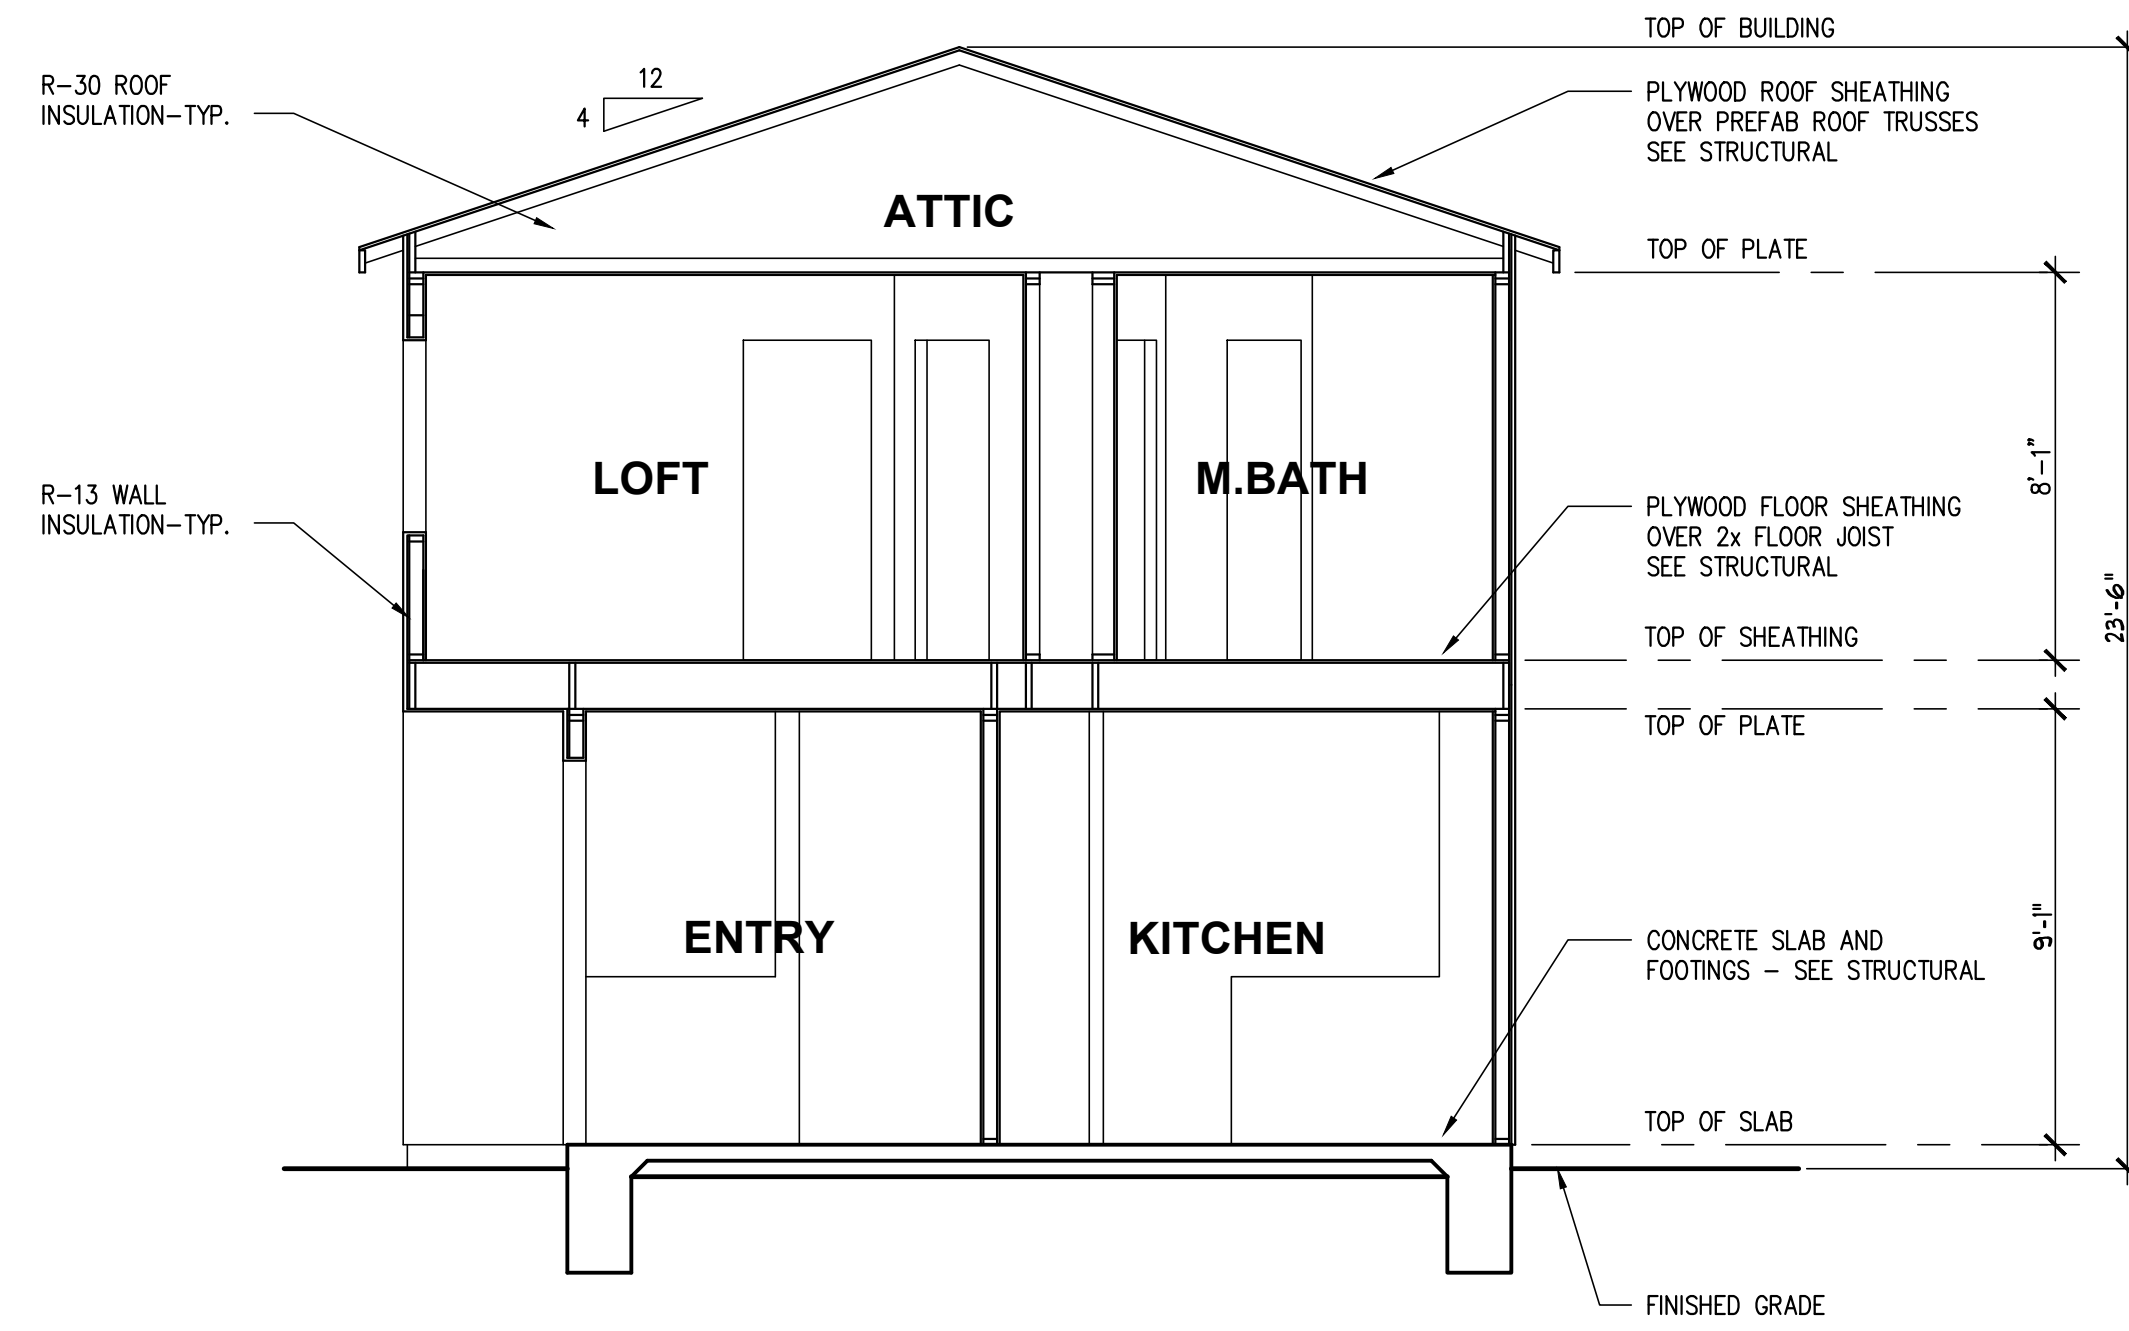 TOP OF BUILDING
R-30 ROOF
INSULATION-TYP.
12
4
PLYWOOD ROOF SHEATHING
OVER PREFAB ROOF TRUSSES
SEE STRUCTURAL
ATTIC
TOP OF PLATE
LOFT
M.BATH
8'-1"
R-13 WALL
INSULATION-TYP.
PLYWOOD FLOOR SHEATHING
OVER 2x FLOOR JOIST
SEE STRUCTURAL
23'-6"
TOP OF SHEATHING
TOP OF PLATE
ENTRY
KITCHEN
9'-1"
CONCRETE SLAB AND
FOOTINGS - SEE STRUCTURAL
TOP OF SLAB
FINISHED GRADE